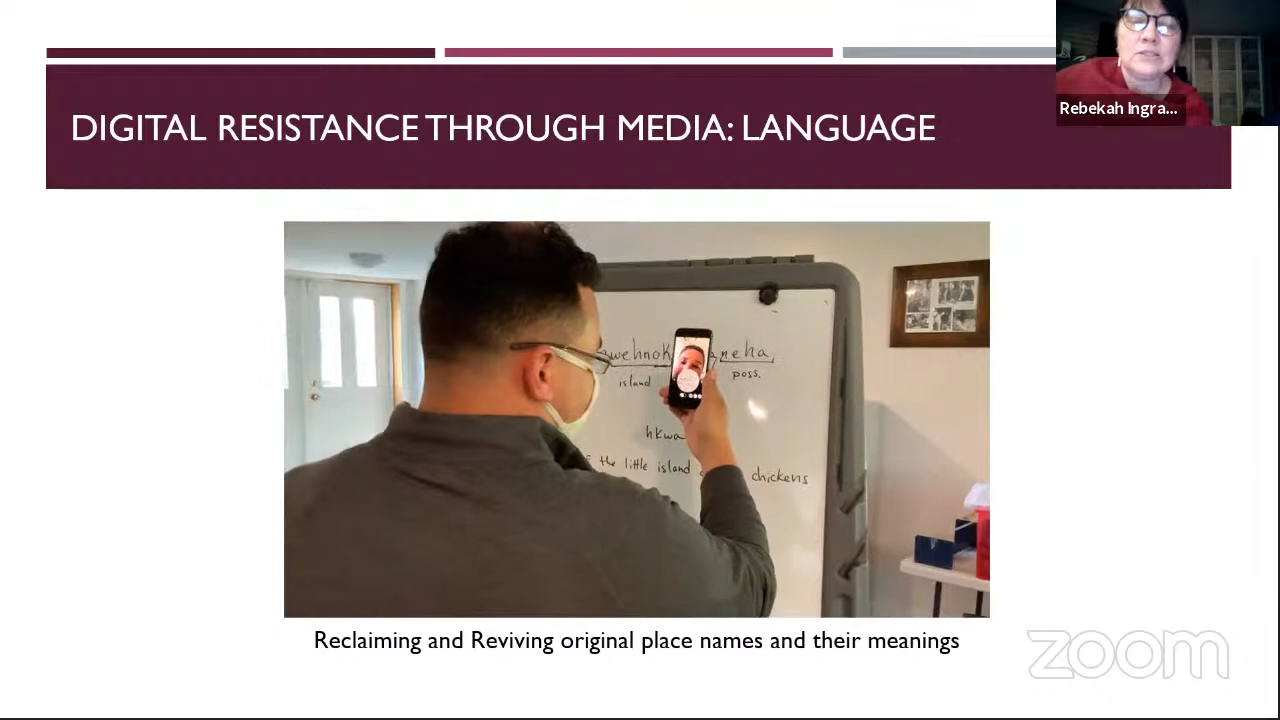 DIGITAL RESISTANCE THROUGH MEDIA: LANGUAGE
Rebekah Ingra...
island
poss.
the little island
chickens
Reclaiming and Reviving original place names and their meanings
zoom